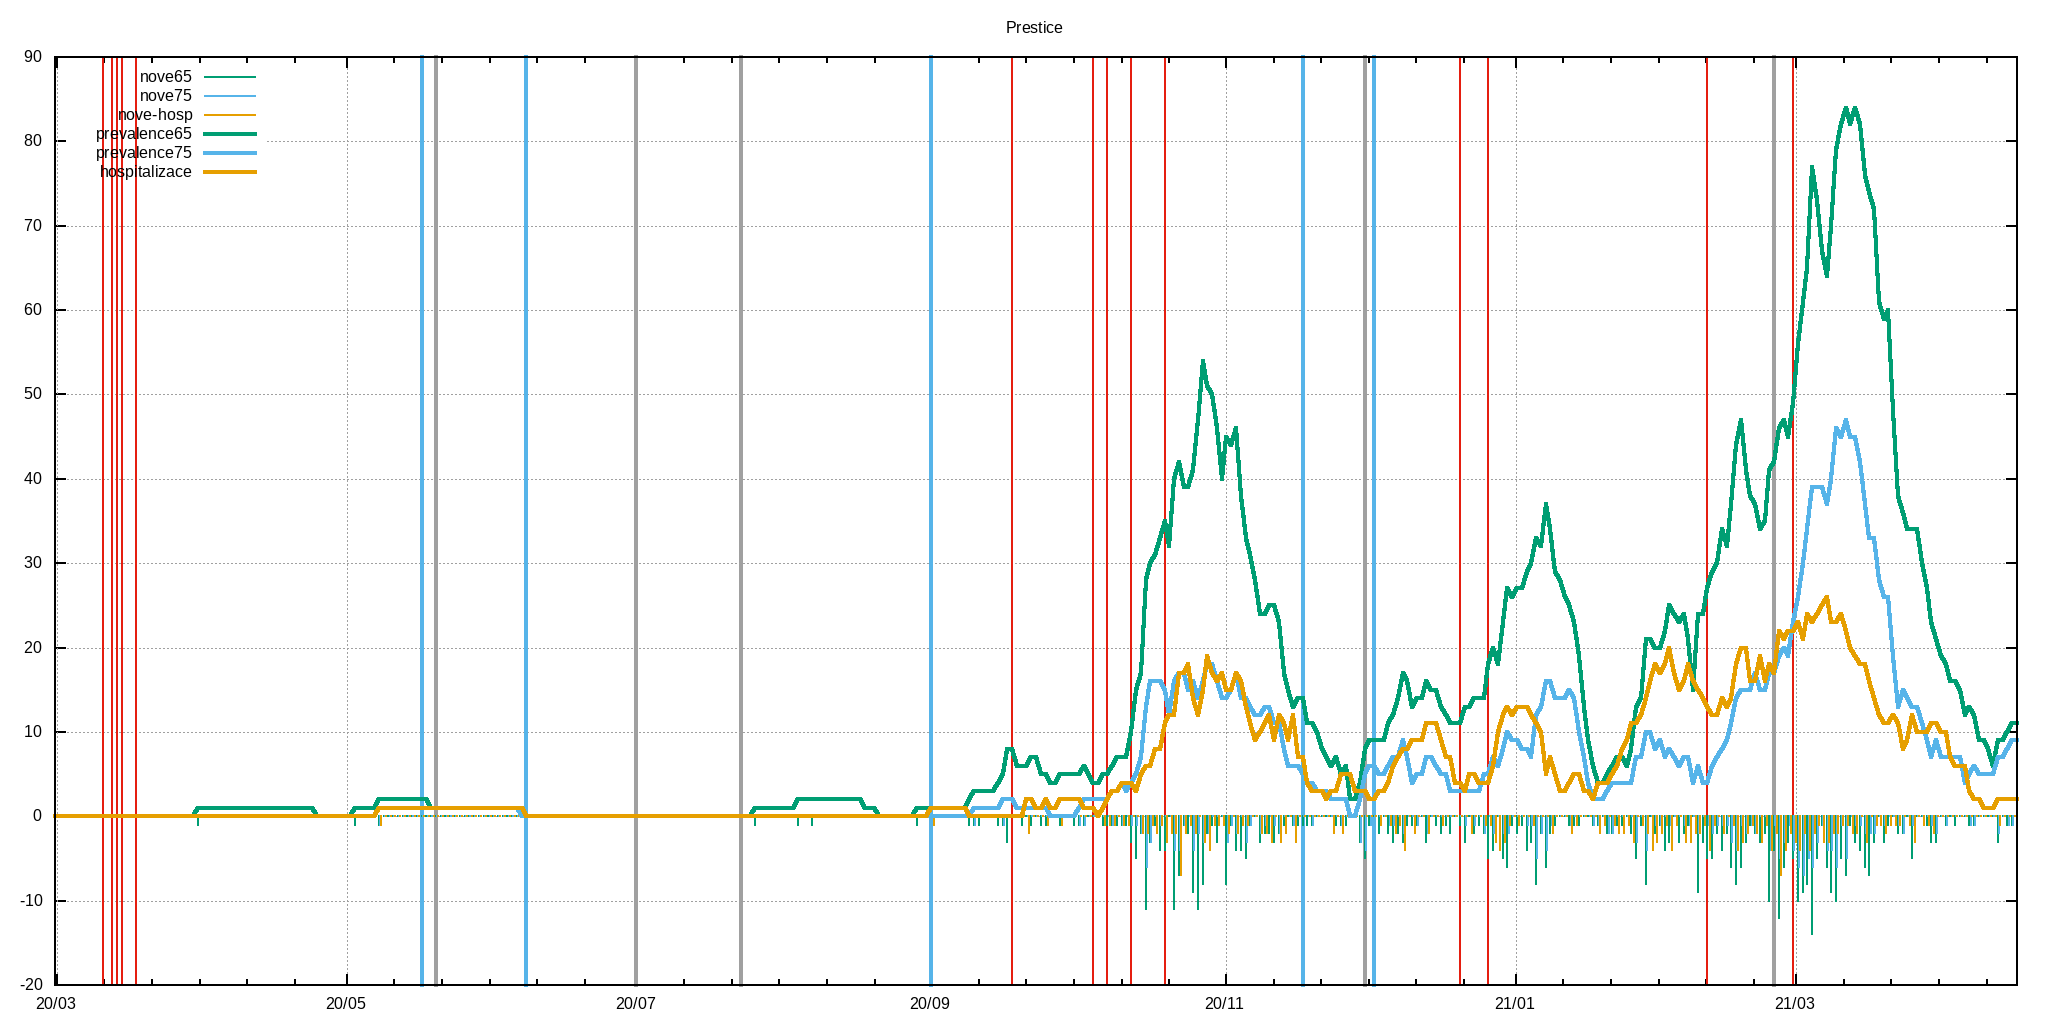 Prestice
90
80
70
60
50
40
30
20
10
0
-10
-20
nove65
nove75
nove-hosp
prevalence65
prevalence75
hospitalizace
20/03 20/05 20/07 20/09 20/11 21/01 21/03